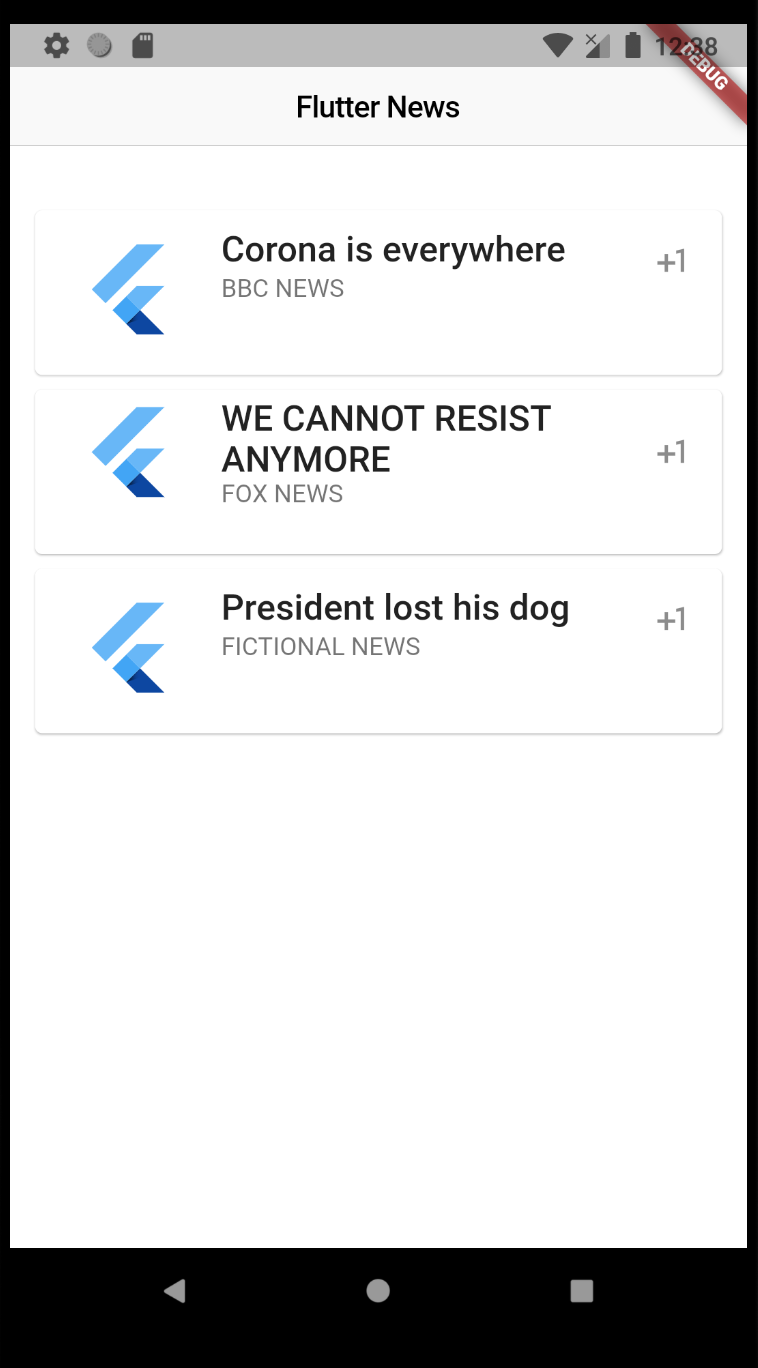 12:38
DEBUG
Flutter News
Corona is everywhere
BBC NEWS
+1
WE CANNOT RESIST
ANYMORE
FOX NEWS
+1
President lost his dog
FICTIONAL NEWS
+1